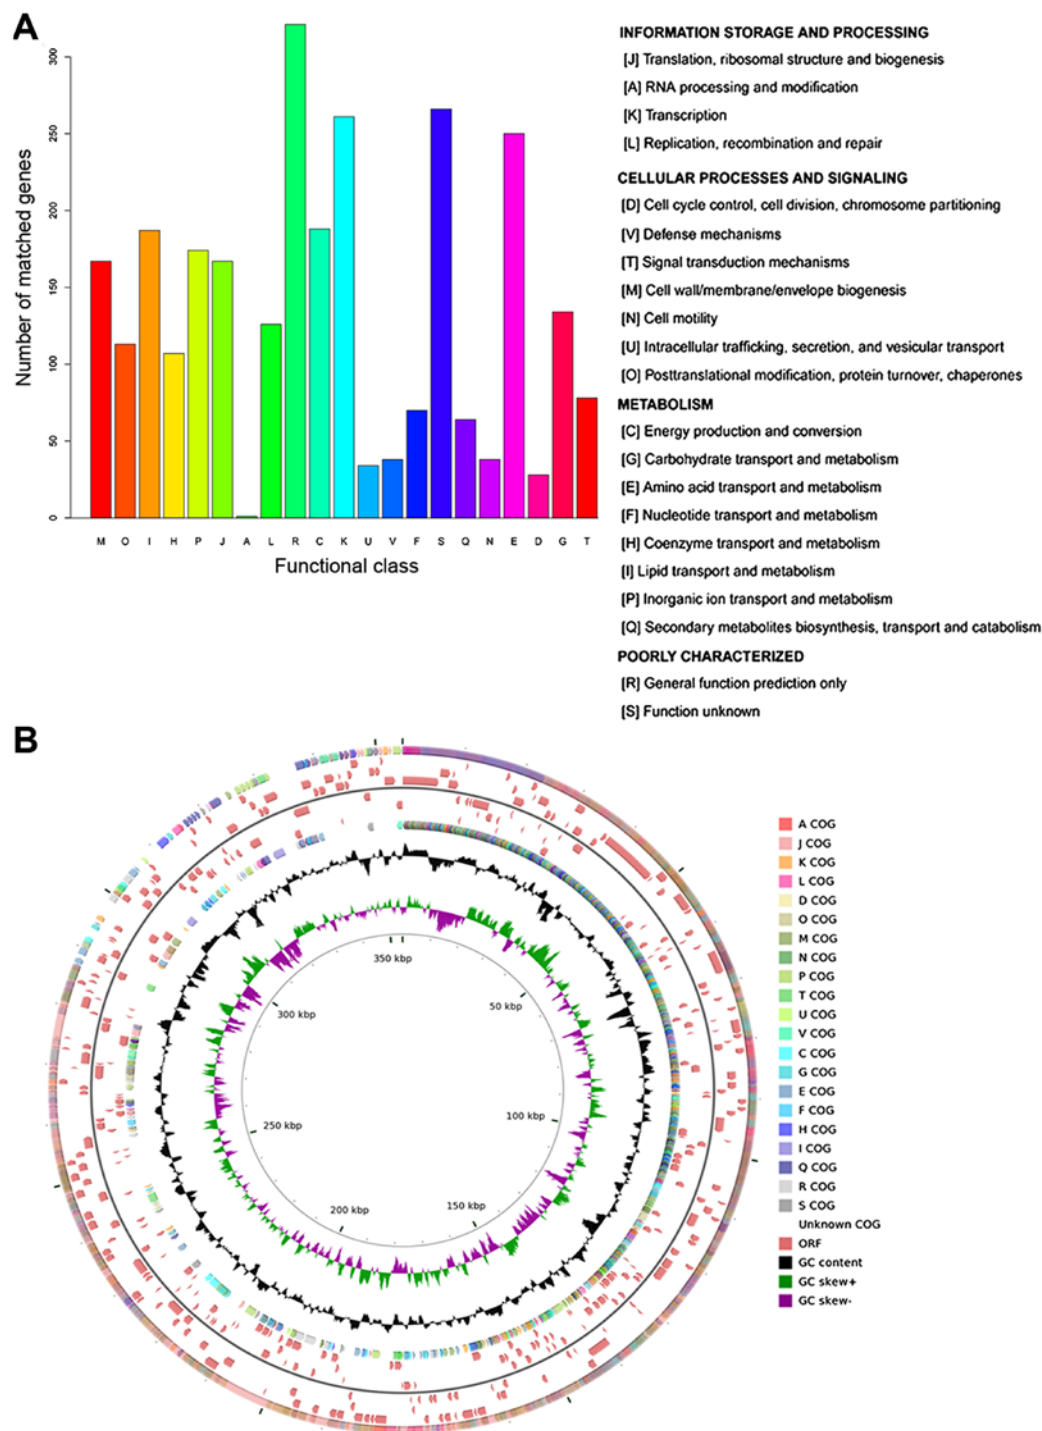 A
300
250
200
150
100
50
0
Number of matched genes
M O I H P J A L R C K U V F S Q N E D G T
Functional class
INFORMATION STORAGE AND PROCESSING
[J] Translation, ribosomal structure and biogenesis
[A] RNA processing and modification
[K] Transcription
[L] Replication, recombination and repair
CELLULAR PROCESSES AND SIGNALING
[D] Cell cycle control, cell division, chromosome partitioning
[V] Defense mechanisms
[T] Signal transduction mechanisms
[M] Cell wall/membrane/envelope biogenesis
[N] Cell motility
[U] Intracellular trafficking, secretion, and vesicular transport
[O] Posttranslational modification, protein turnover, chaperones
METABOLISM
[C] Energy production and conversion
[G] Carbohydrate transport and metabolism
[E] Amino acid transport and metabolism
[F] Nucleotide transport and metabolism
[H] Coenzyme transport and metabolism
[I] Lipid transport and metabolism
[P] Inorganic ion transport and metabolism
[Q] Secondary metabolites biosynthesis, transport and catabolism
POORLY CHARACTERIZED
[R] General function prediction only
[S] Function unknown
B
350 kbp
50 kbp
100 kbp
150 kbp
200 kbp
250 kbp
300 kbp
A COG
J COG
K COG
L COG
D COG
O COG
M COG
N COG
P COG
T COG
U COG
V COG
C COG
G COG
E COG
F COG
H COG
I COG
Q COG
R COG
S COG
Unknown COG
ORF
GC content
GC skew+
GC skew-